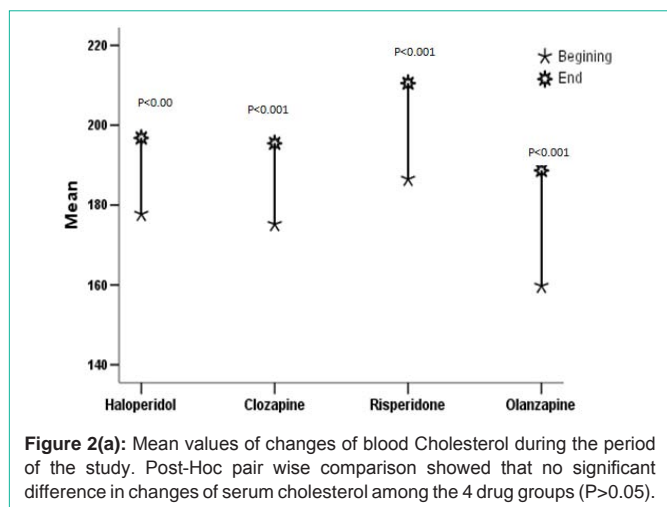 220
200
180
160
140
Mean
P<0.00
P<0.001
P<0.001
P<0.001
Begining
End
Haloperidol Clozapine Risperidone Olanzapine
Figure 2(a): Mean values of changes of blood Cholesterol during the period
of the study. Post-Hoc pair wise comparison showed that no significant
difference in changes of serum cholesterol among the 4 drug groups (P>0.05).